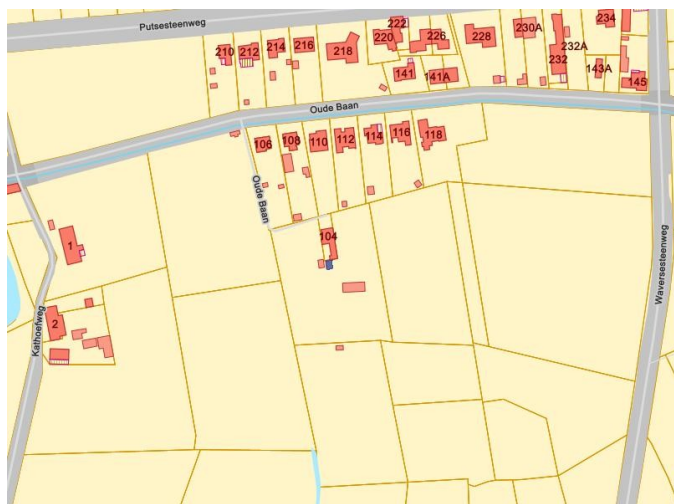 Putsesteenweg
222
234
210
212
214
216
218
220
226
228
230A
232A
232
141
141A
143A
145
Oude Baan
106
108
110
112
114
116
118
Oude Baan
104
1
2
Kathoefweg
Waversesteenweg